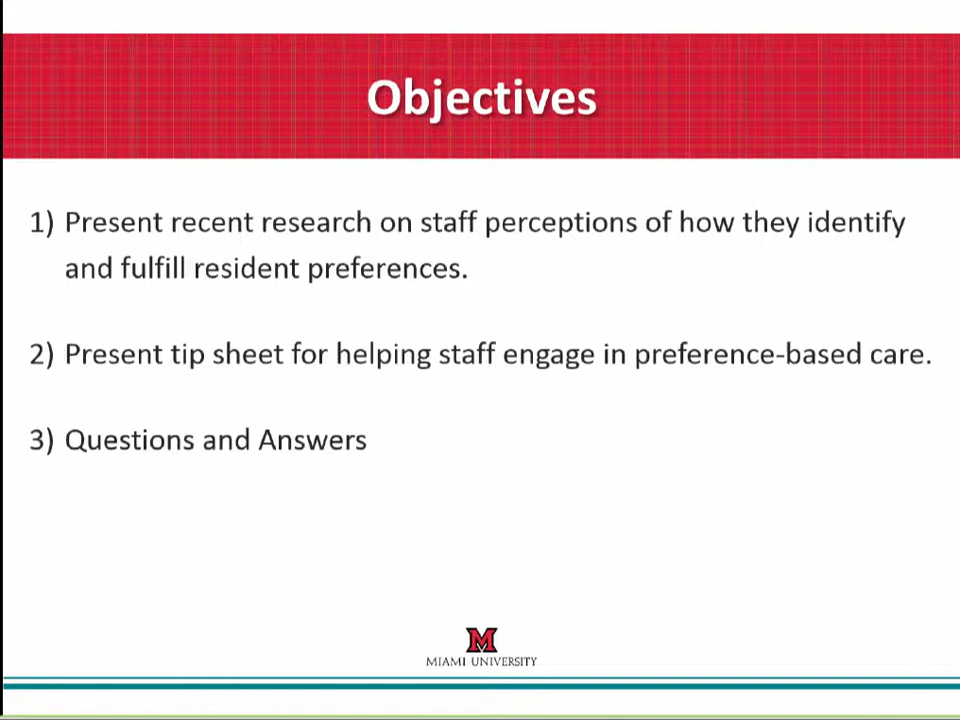 Objectives
1) Present recent research on staff perceptions of how they identify
and fulfill resident preferences.
2) Present tip sheet for helping staff engage in preference-based care.
3) Questions and Answers
M
MIAMI UNIVERSITY